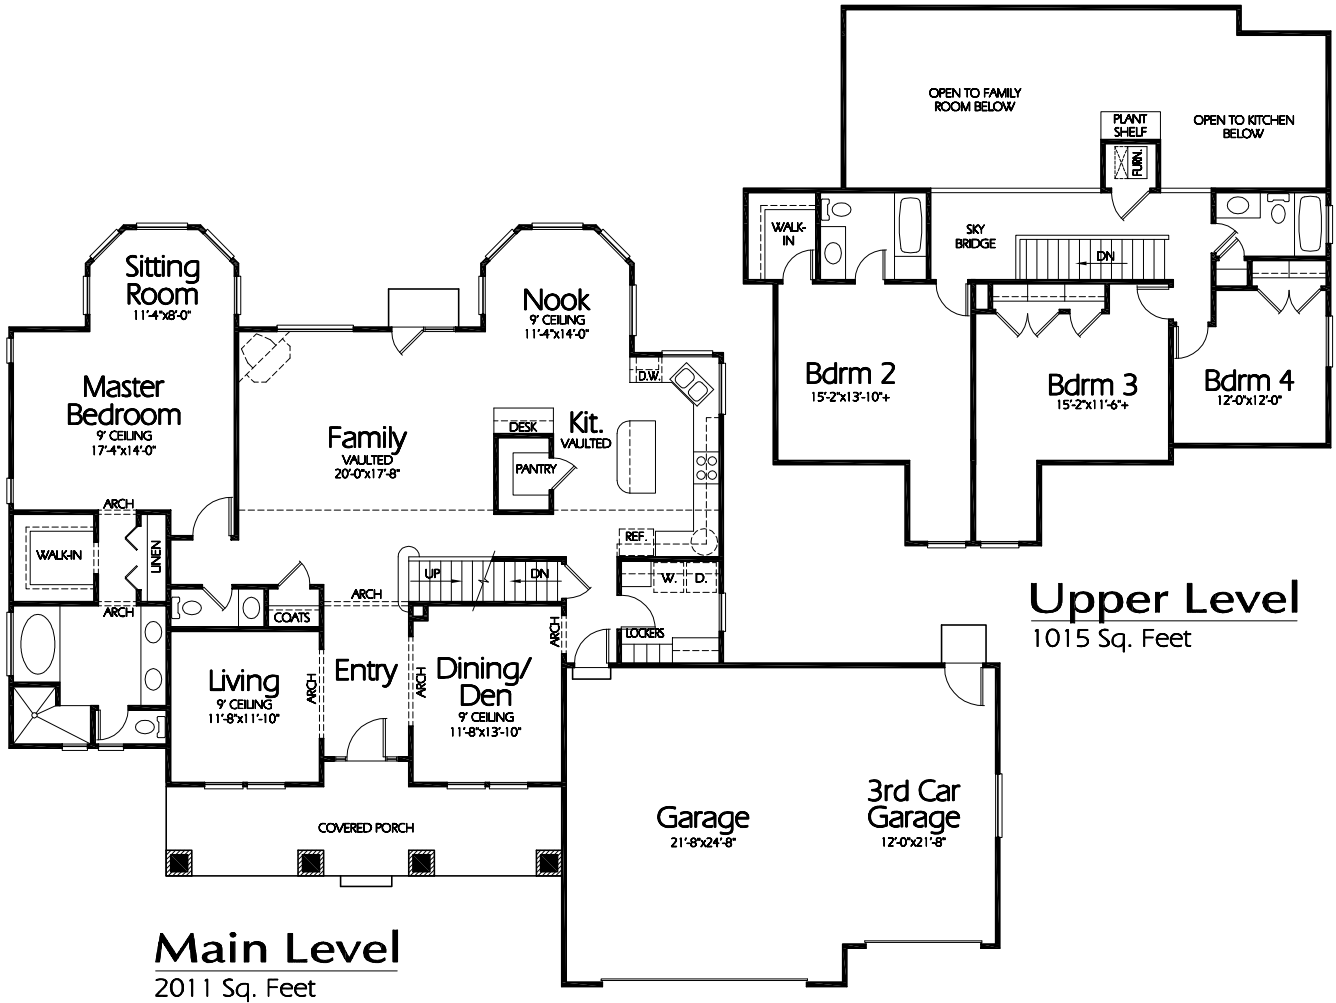 OPEN TO FAMILY
ROOM BELOW
PLANT
SHELF
OPEN TO KITCHEN
BELOW
FURN.
WALK-
IN
SKY
BRIDGE
DN
Bdrm 2
15'-2"x13'-10"+
Bdrm 3
15'-2"x11'-6"+
Bdrm 4
12'-0"x12'-0"
Upper Level
1015 Sq. Feet
Sitting
Room
11'-4"x8'-0"
Nook
9' CEILING
11'-4"x14'-0"
Master
Bedroom
9' CEILING
17'-4"x14'-0"
D.W.
Family
VAULTED
20'-0"x17'-8"
DESK
Kit.
VAULTED
PANTRY
ARCH
WALK-IN
LINEN
REF.
ARCH
UP
DN
W.
D.
COATS
ARCH
LOCKERS
ARCH
Living
9' CEILING
11'-8"x11'-10"
ARCH
Entry
ARCH
Dining/
Den
9' CEILING
11'-8"x13'-10"
COVERED PORCH
Garage
21'-8"x24'-8"
3rd Car
Garage
12'-0"x21'-8"
Main Level
2011 Sq. Feet